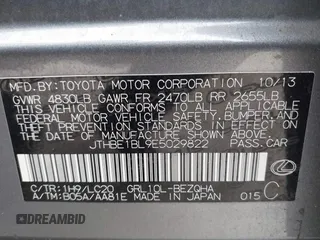 MFD.BY:TOYOTA MOTOR CORPORATION 10/13
GVWR 4830LB GAWR FR 2470LB RR 2655LB
THIS VEHICLE CONFORMS TO ALL APPLICABLE
FEDERAL MOTOR VEHICLE SAFETY, BUMPER, AND
THEFT PREVENTION STANDARDS IN EFFECT ON
THE DATE OF MANUFACTURE SHOWN ABOVE.
JTHBE1BL9E5029822 PASS.CAR
C/TR:1H9/LC20 GRL10L-BEZQHA
A/TM:B05A/AA81E MADE IN JAPAN 015 C
© AUTOBIDMASTER